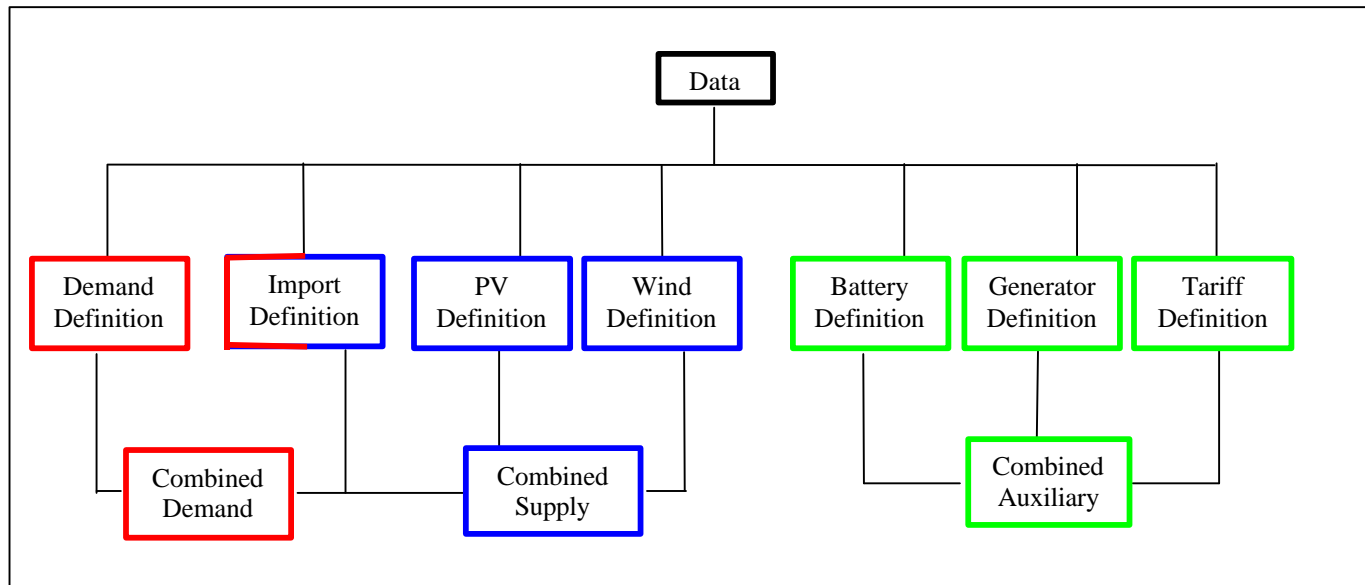 Data
Demand
Definition
Import
Definition
PV
Definition
Wind
Definition
Battery
Definition
Generator
Definition
Tariff
Definition
Combined
Demand
Combined
Supply
Combined
Auxiliary